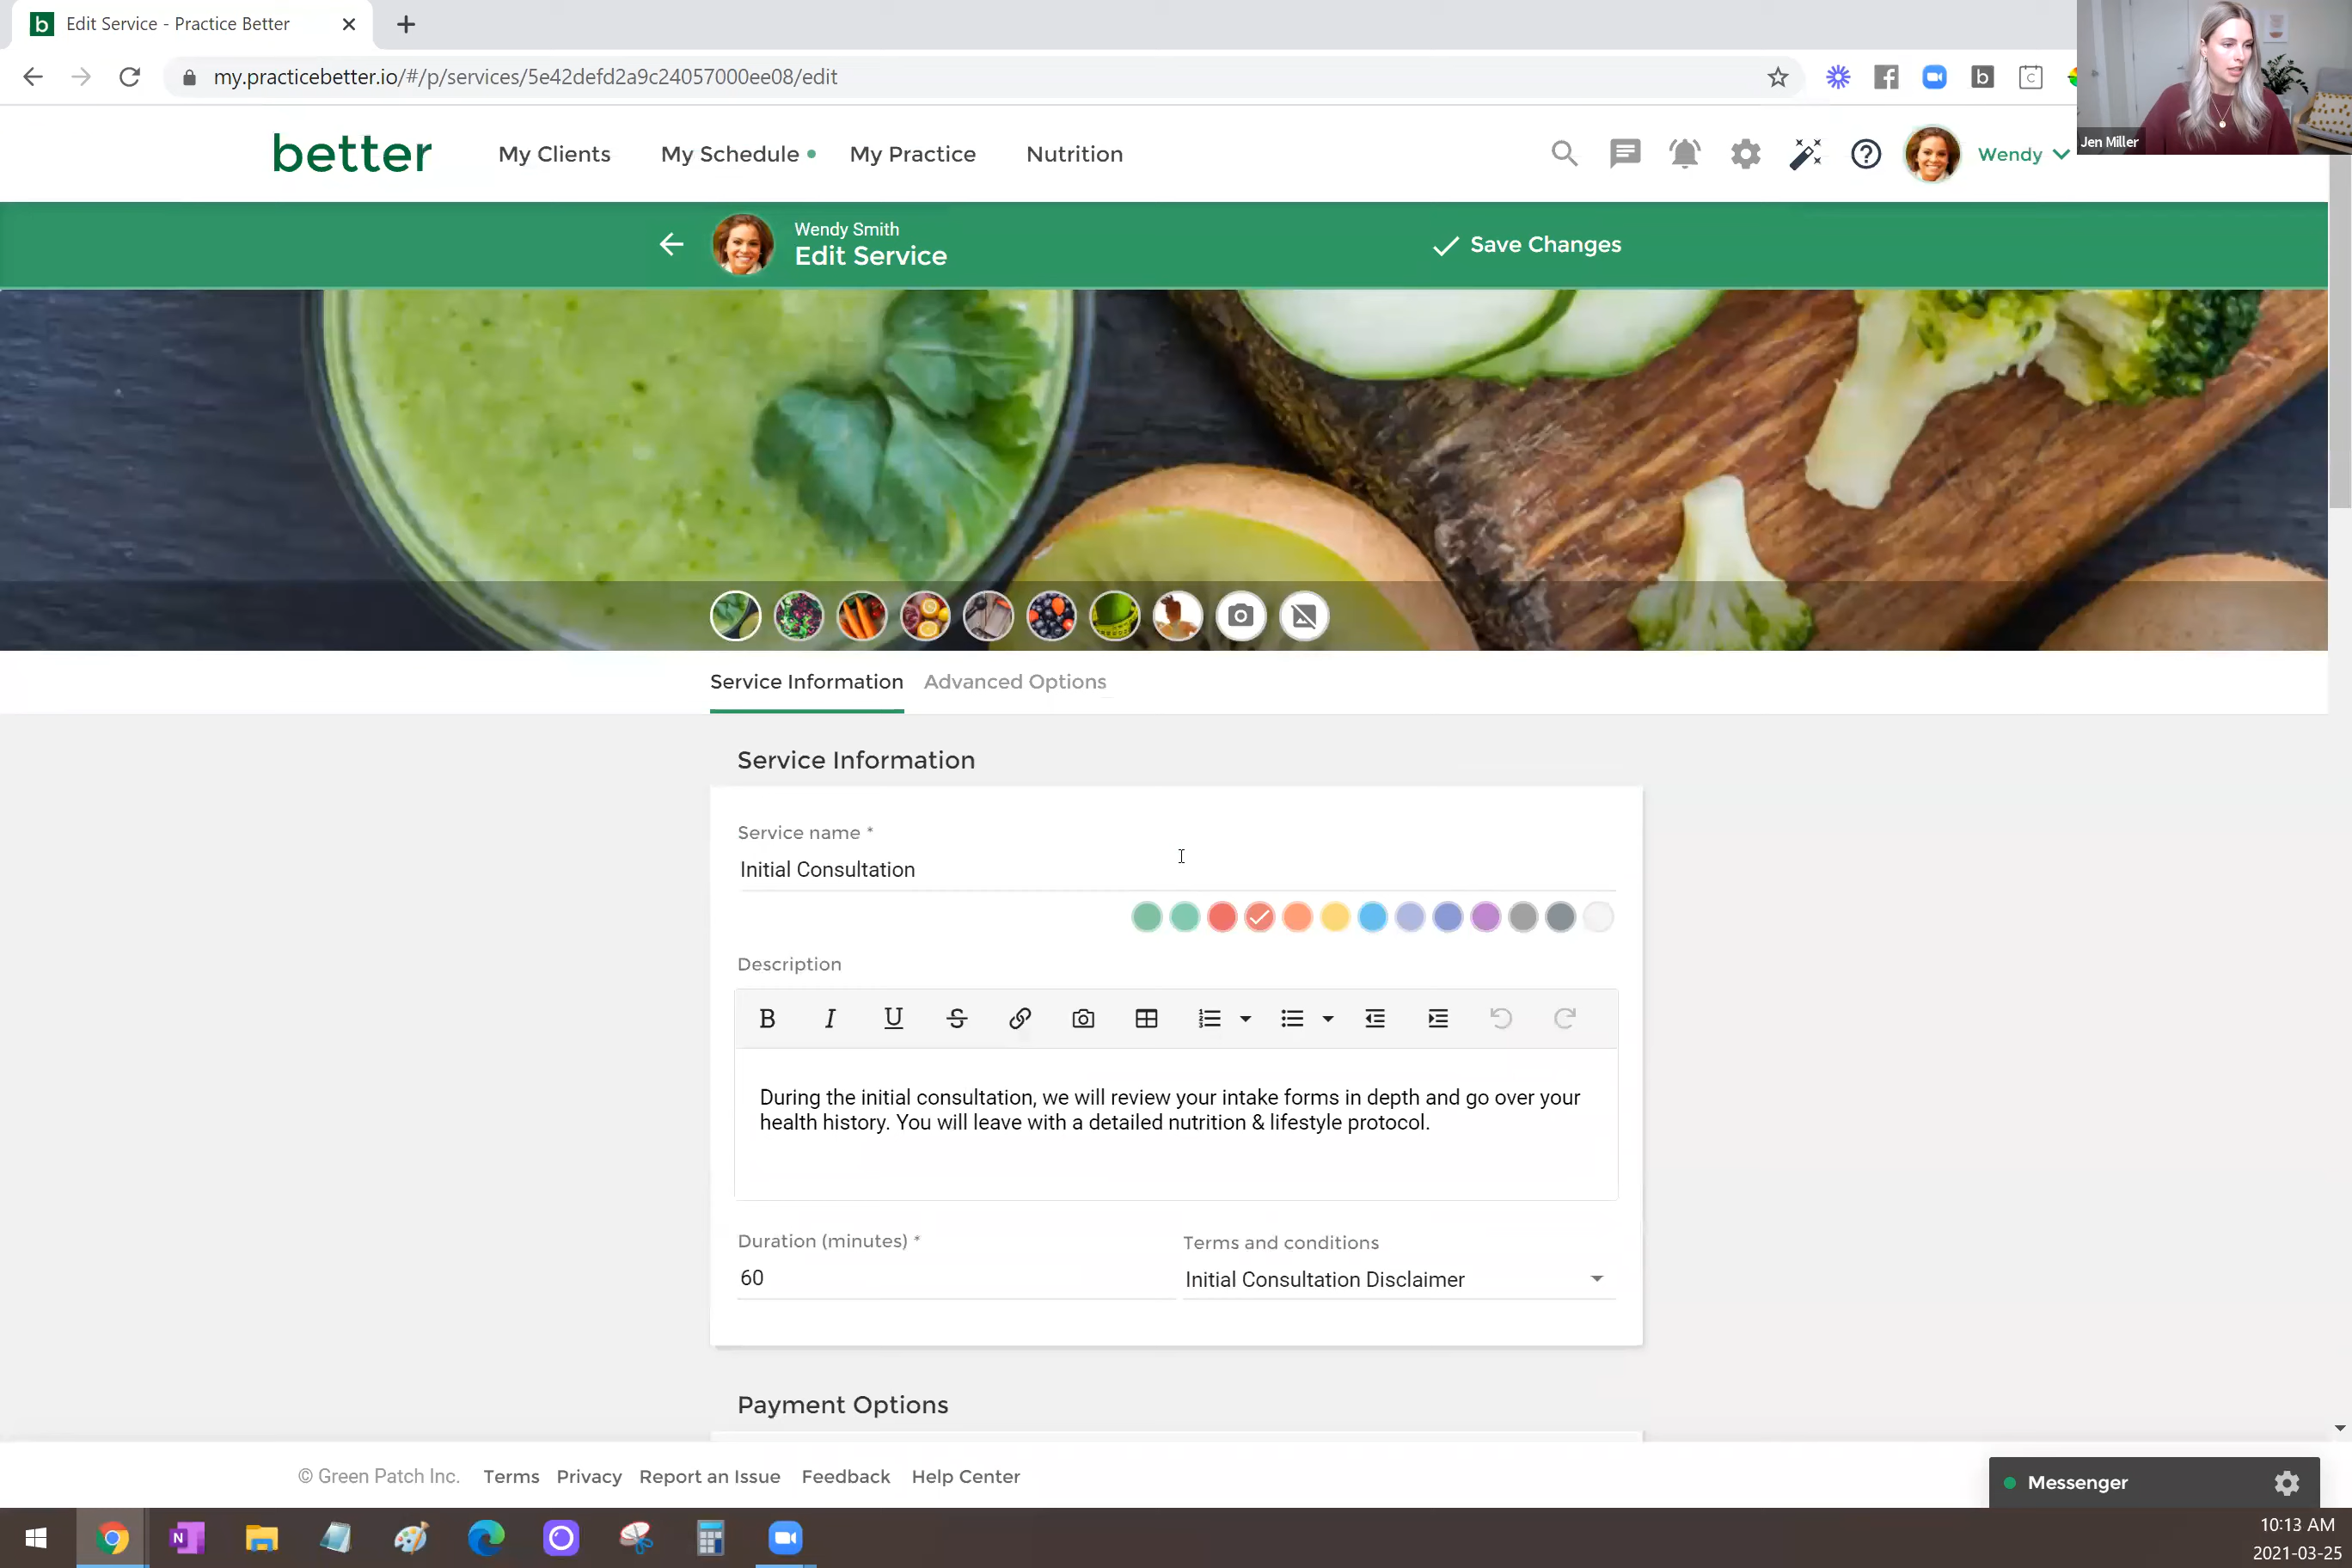 b Edit Service - Practice Better
my.practicebetter.io/#/p/services/5e42defd2a9c24057000ee08/edit
Jen Miller
better My Clients My Schedule My Practice Nutrition Wendy
Wendy Smith
Edit Service
Save Changes
Service Information Advanced Options
Service Information
Service name *
Initial Consultation
Description
B I U S
During the initial consultation, we will review your intake forms in depth and go over your
health history. You will leave with a detailed nutrition & lifestyle protocol.
Duration (minutes) * Terms and conditions
60 Initial Consultation Disclaimer
Payment Options
© Green Patch Inc. Terms Privacy Report an Issue Feedback Help Center
Messenger
10:13 AM
2021-03-25